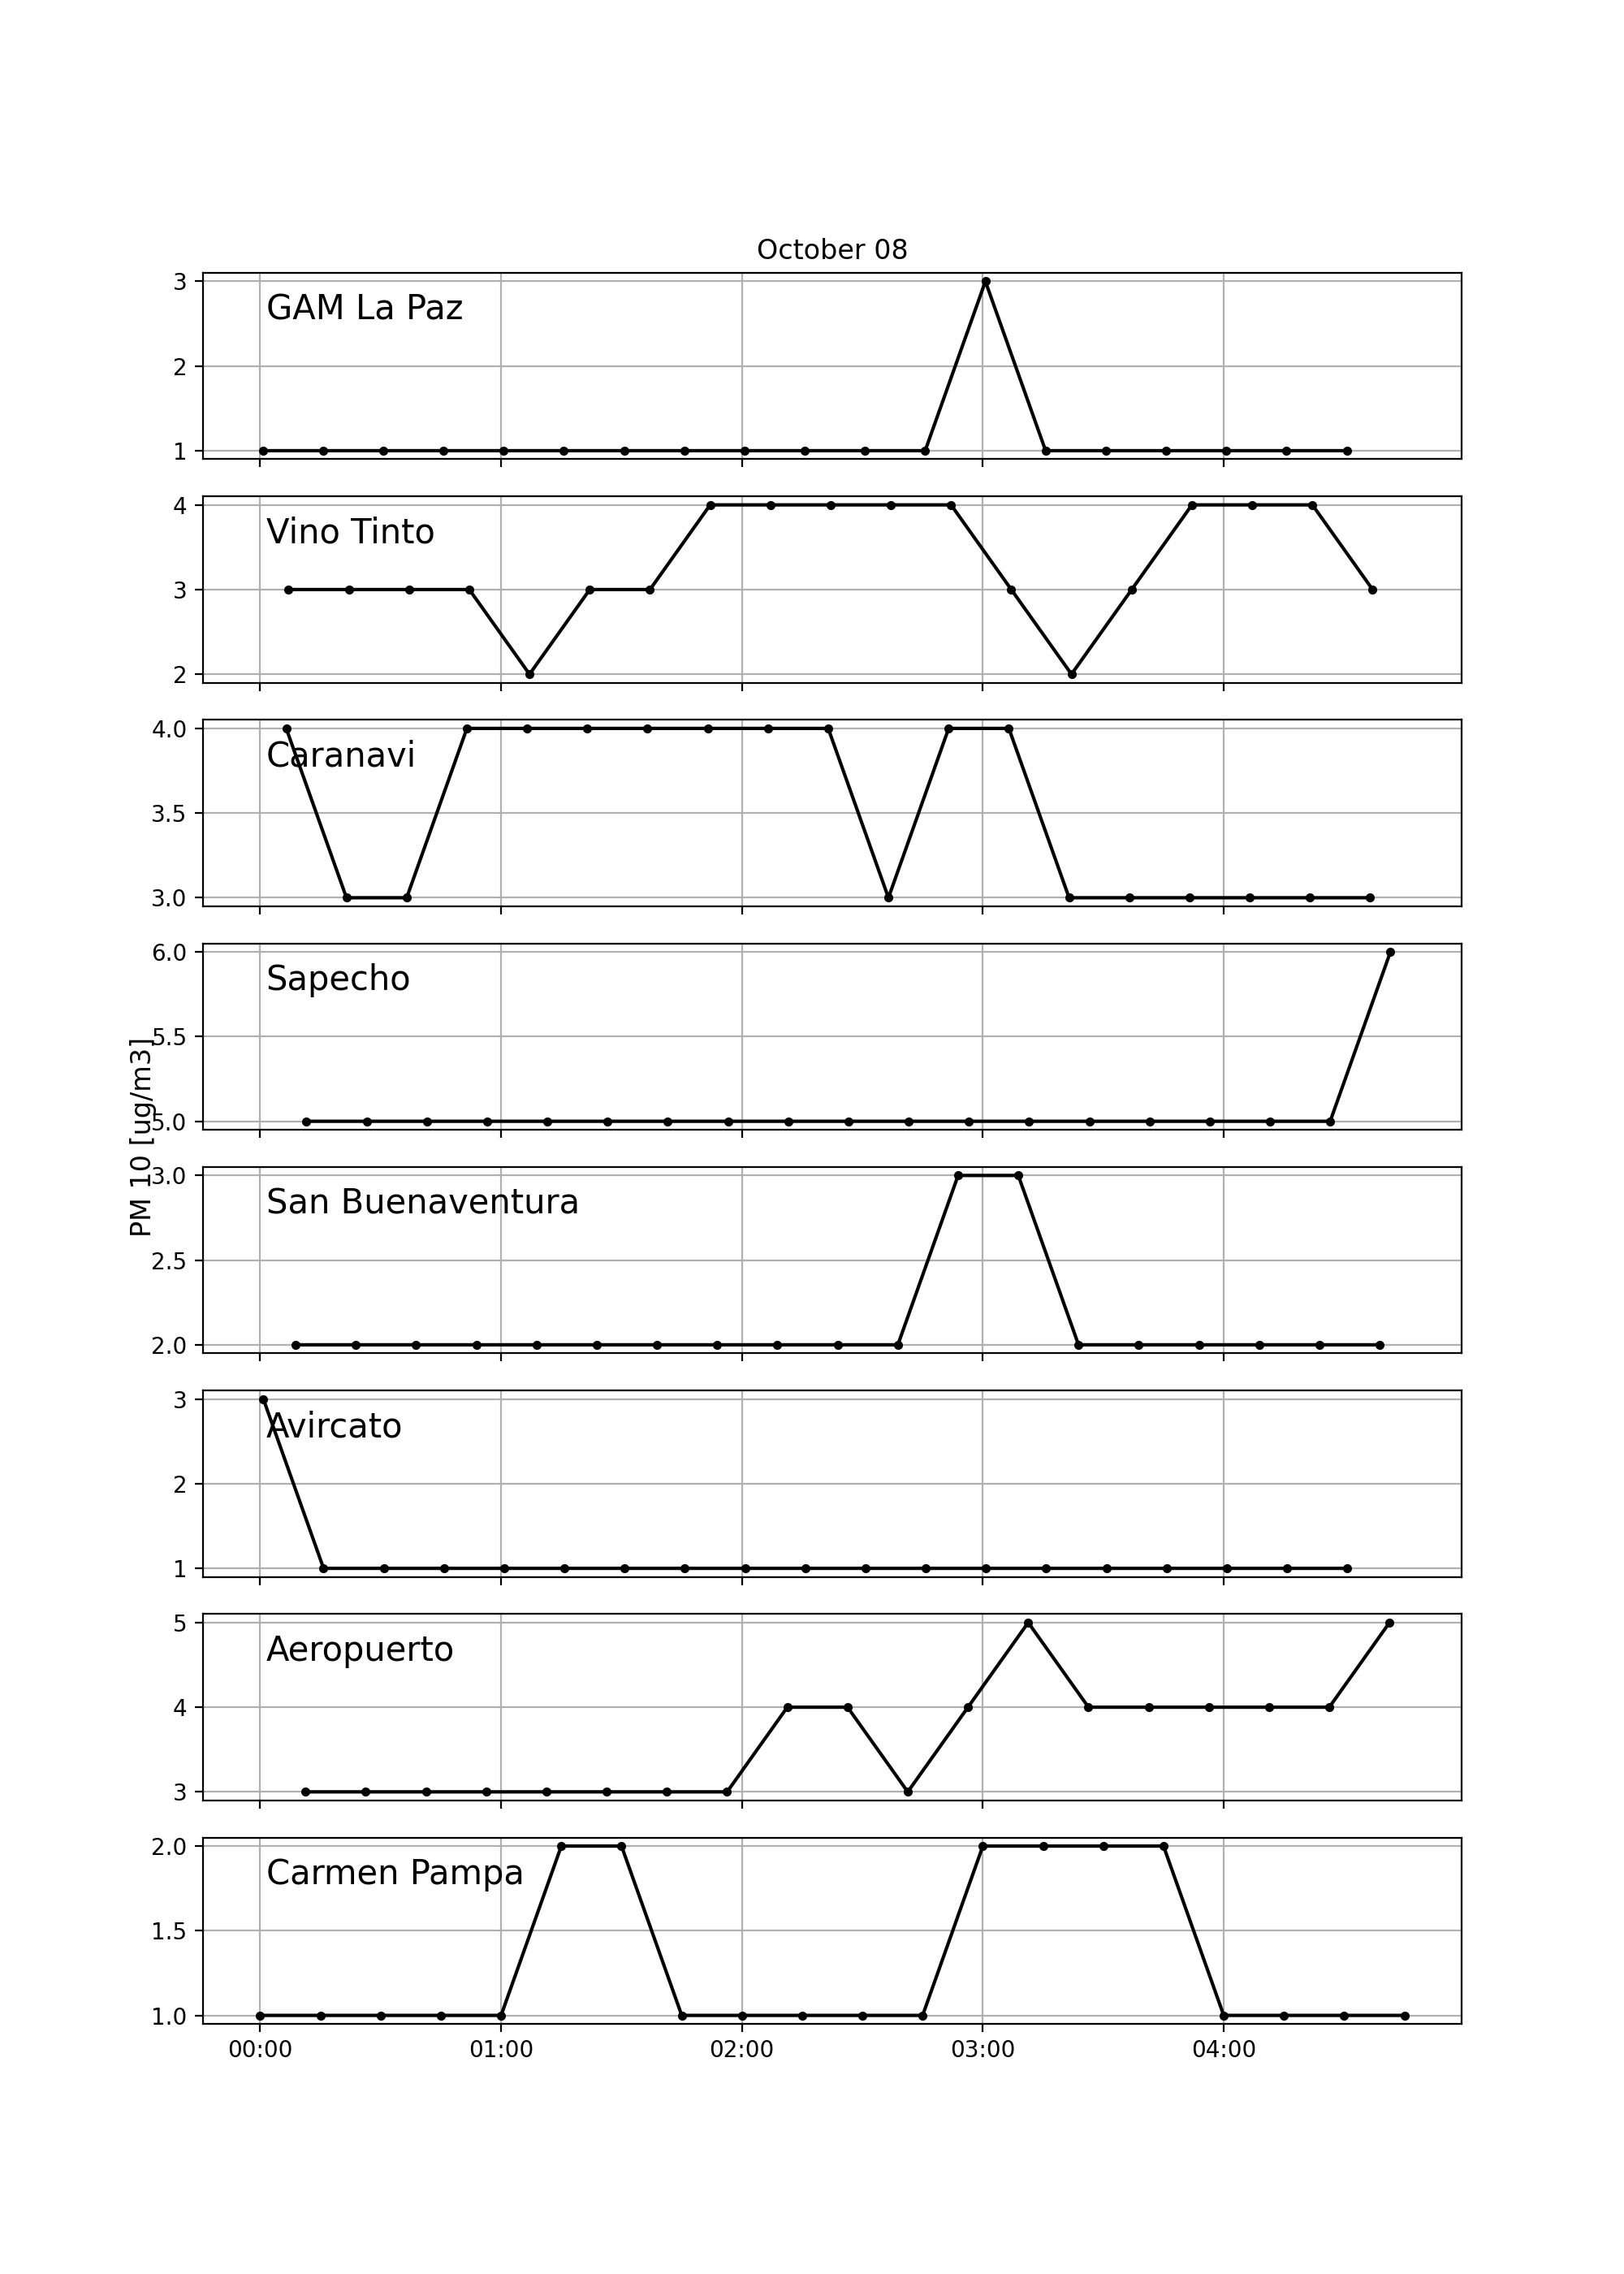 October 08
PM 10 [ug/m3]
3
GAM La Paz
2
1
4
Vino Tinto
3
2
4.0
Caranavi
3.5
3.0
6.0
Sapecho
5.5
5.0
3.0
San Buenaventura
2.5
2.0
3
Avircato
2
1
5
Aeropuerto
4
3
2.0
Carmen Pampa
1.5
1.0
00:00 01:00 02:00 03:00 04:00